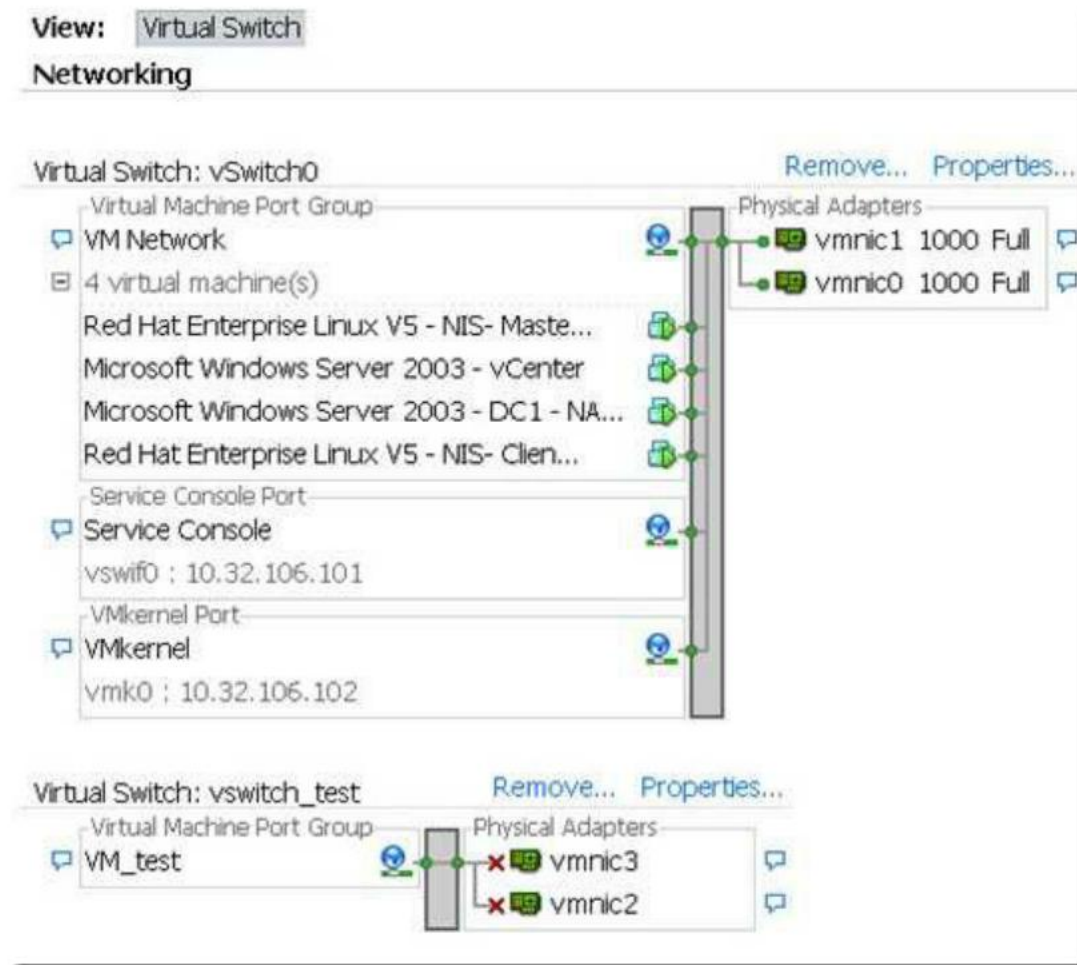 View: Virtual Switch
Networking
Virtual Switch: vSwitch0 Remove... Properties...
Virtual Machine Port Group
VM Network
4 virtual machine(s)
Red Hat Enterprise Linux V5 - NIS- Maste...
Microsoft Windows Server 2003 - vCenter
Microsoft Windows Server 2003 - DC1 - NA...
Red Hat Enterprise Linux V5 - NIS- Clien...
Physical Adapters
vmnic1 1000 Full
vmnic0 1000 Full
Service Console Port
Service Console
vswif0 : 10.32.106.101
VMkernel Port
VMkernel
vmk0 : 10.32.106.102
Virtual Switch: vswitch_test Remove... Properties...
Virtual Machine Port Group
VM_test
Physical Adapters
vmnic3
vmnic2